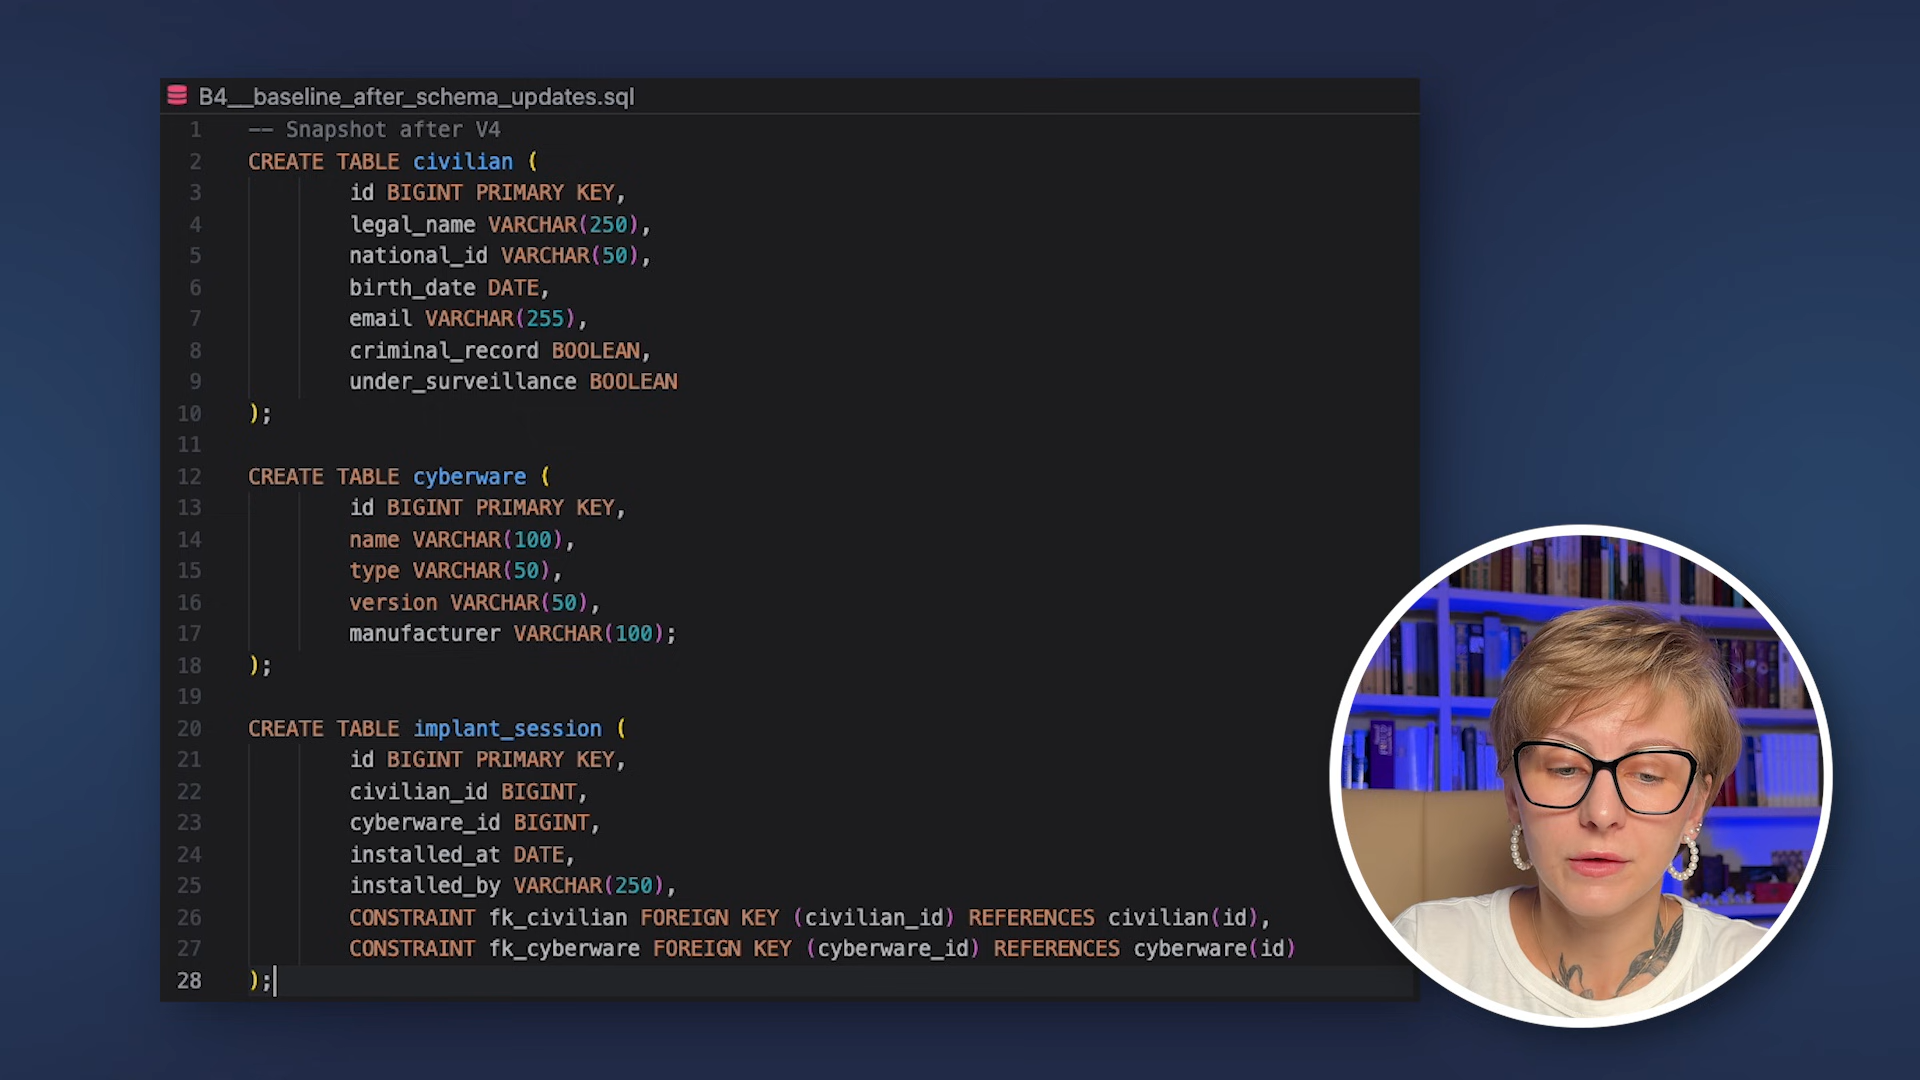 B4__baseline_after_schema_updates.sql
1 -- Snapshot after V4
2 CREATE TABLE civilian (
3 id BIGINT PRIMARY KEY,
4 legal_name VARCHAR(250),
5 national_id VARCHAR(50),
6 birth_date DATE,
7 email VARCHAR(255),
8 criminal_record BOOLEAN,
9 under_surveillance BOOLEAN
10 );
11
12 CREATE TABLE cyberware (
13 id BIGINT PRIMARY KEY,
14 name VARCHAR(100),
15 type VARCHAR(50),
16 version VARCHAR(50),
17 manufacturer VARCHAR(100);
18 );
19
20 CREATE TABLE implant_session (
21 id BIGINT PRIMARY KEY,
22 civilian_id BIGINT,
23 cyberware_id BIGINT,
24 installed_at DATE,
25 installed_by VARCHAR(250),
26 CONSTRAINT fk_civilian FOREIGN KEY (civilian_id) REFERENCES civilian(id),
27 CONSTRAINT fk_cyberware FOREIGN KEY (cyberware_id) REFERENCES cyberware(id)
28 );